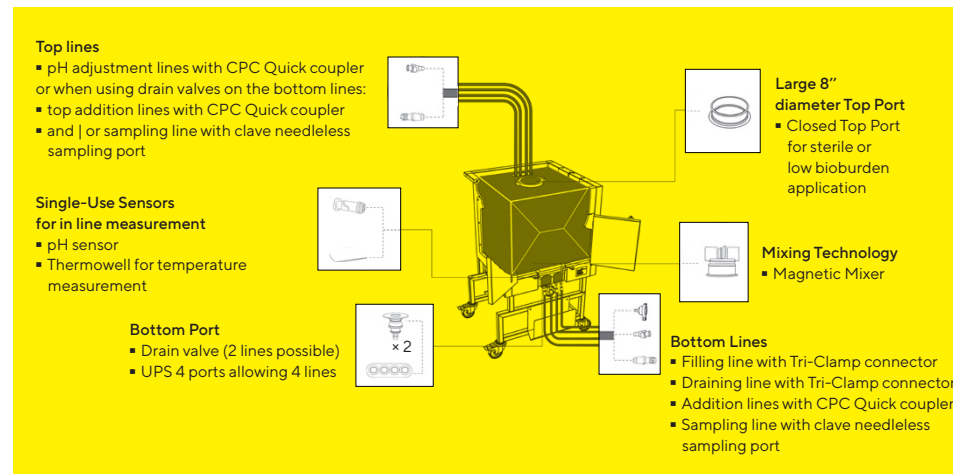 Top lines
▪ pH adjustment lines with CPC Quick coupler
or when using drain valves on the bottom lines:
▪ top addition lines with CPC Quick coupler
▪ and | or sampling line with clave needleless
sampling port
Large 8″
diameter Top Port
▪ Closed Top Port
for sterile or
low bioburden
application
Single-Use Sensors
for in line measurement
▪ pH sensor
▪ Thermowell for temperature
measurement
Mixing Technology
▪ Magnetic Mixer
Bottom Port
▪ Drain valve (2 lines possible)
▪ UPS 4 ports allowing 4 lines
× 2
Bottom Lines
▪ Filling line with Tri-Clamp connector
▪ Draining line with Tri-Clamp connector
▪ Addition lines with CPC Quick coupler
▪ Sampling line with clave needleless
sampling port